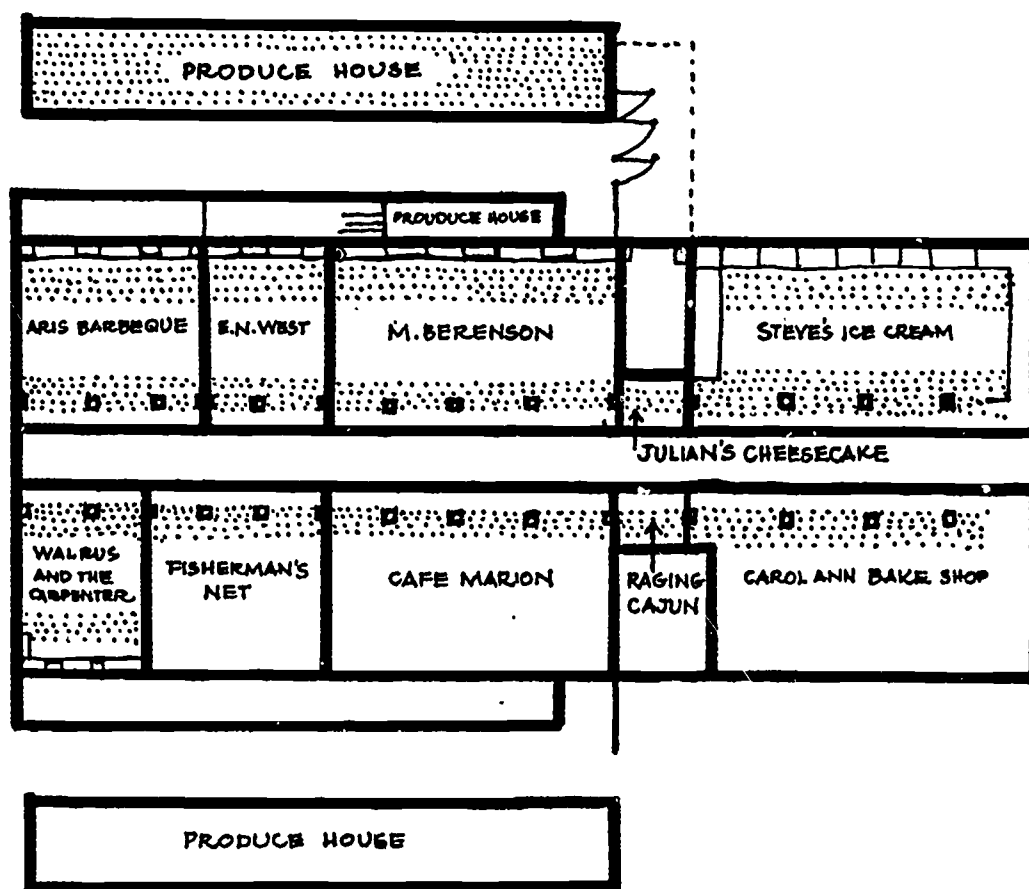 PRODUCE HOUSE
PROUDUCE HOUSE
ARIS BARBEQUE
E.N. WEST
M. BERENSON
STEVE'S ICE CREAM
JULIAN'S CHEESECAKE
WALRUS
AND THE
CARPENTER
FISHERMAN'S
NET
CAFE MARION
RAGING
CAJUN
CAROL ANN BAKE SHOP
PRODUCE HOUSE